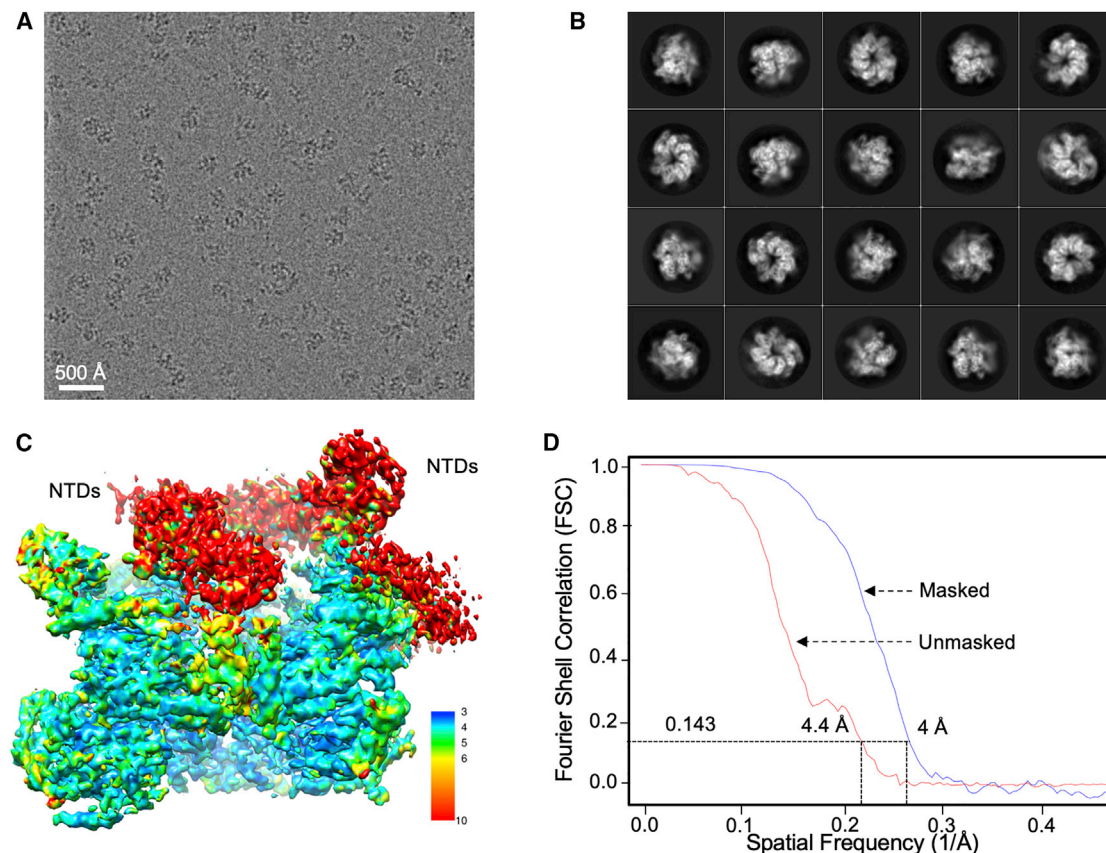 A
500 Å
B
C
NTDs
NTDs
3
4
5
6
10
D
Fourier Shell Correlation (FSC)
1.0
0.8
0.6
0.4
0.2
0.0
Masked
Unmasked
0.143
4.4 Å
4 Å
0.0
0.1
0.2
0.3
0.4
Spatial Frequency (1/Å)